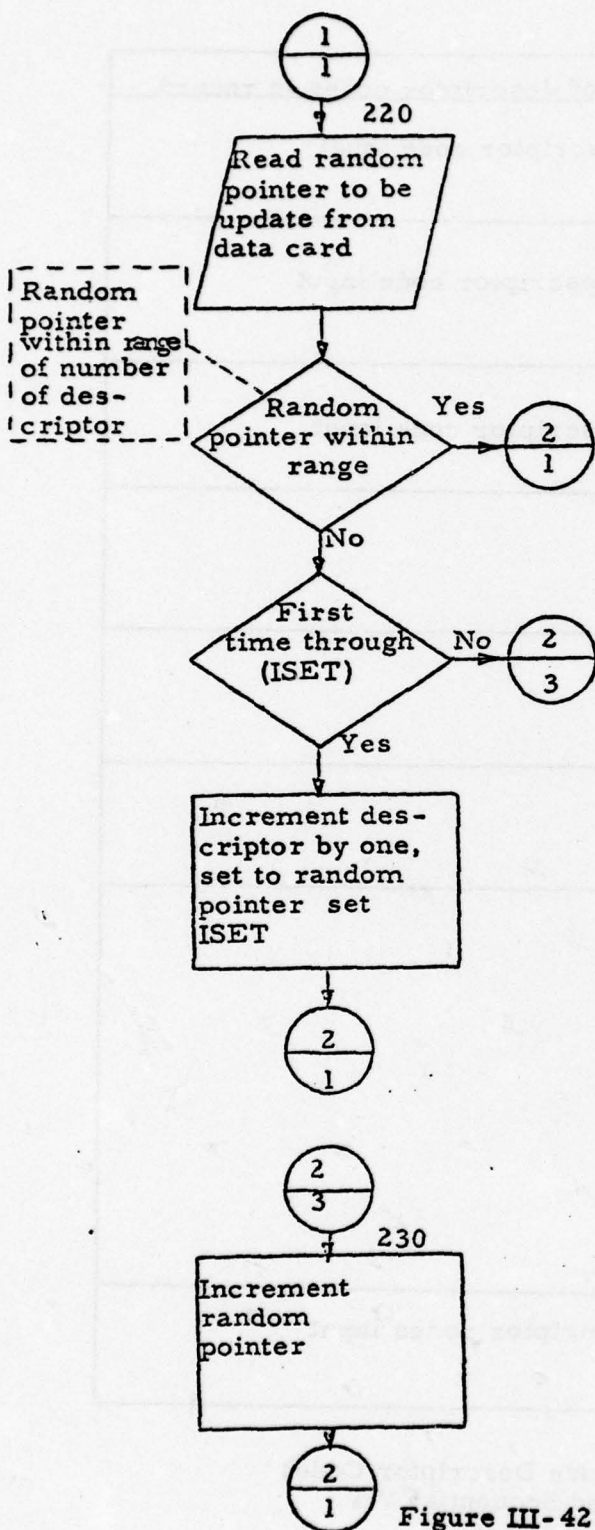 1
1
220
Read random
pointer to be
update from
data card
Random
pointer
within range
of number
of des-
criptor
Random
pointer within
range
Yes
2
1
No
First
time through
(ISET)
No
2
3
Yes
Increment des-
criptor by one,
set to random
pointer set
ISET
2
1
2
3
230
Increment
random
pointer
2
1
Figure III-42